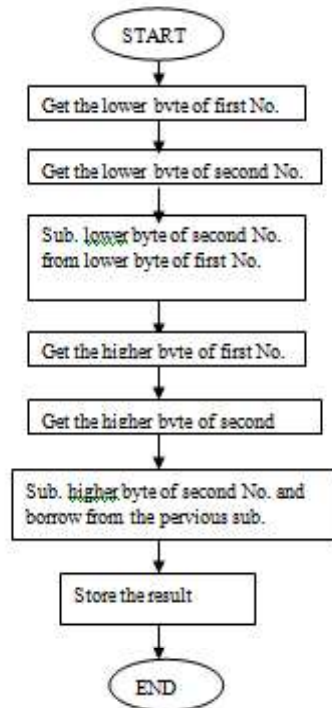 START
Get the lower byte of first No.
Get the lower byte of second No.
Sub. lower byte of second No.
from lower byte of first No.
Get the higher byte of first No.
Get the higher byte of second
Sub. higher byte of second No. and
borrow from the pervious sub.
Store the result
END